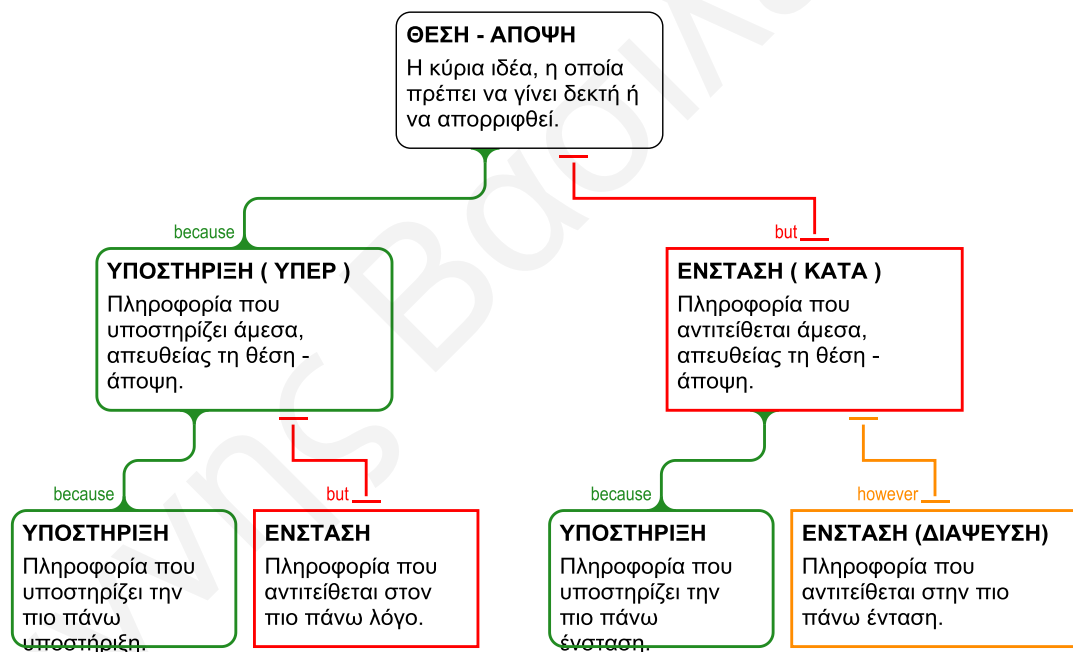 ΘΕΣΗ - ΑΠΟΨΗ
Η κύρια ιδέα, η οποία
πρέπει να γίνει δεκτή ή
να απορριφθεί.
because
but
ΥΠΟΣΤΗΡΙΞΗ ( ΥΠΕΡ )
Πληροφορία που
υποστηρίζει άμεσα,
απευθείας τη θέση -
άποψη.
ΕΝΣΤΑΣΗ ( ΚΑΤΑ )
Πληροφορία που
αντιτείθεται άμεσα,
απευθείας τη θέση -
άποψη.
because
but
because
however
ΥΠΟΣΤΗΡΙΞΗ
Πληροφορία που
υποστηρίζει την
πιο πάνω
υποστήριξη.
ΕΝΣΤΑΣΗ
Πληροφορία που
αντιτείθεται στον
πιο πάνω λόγο.
ΥΠΟΣΤΗΡΙΞΗ
Πληροφορία που
υποστηρίζει την
πιο πάνω
ένσταση.
ΕΝΣΤΑΣΗ (ΔΙΑΨΕΥΣΗ)
Πληροφορία που
αντιτείθεται στην πιο
πάνω ένταση.